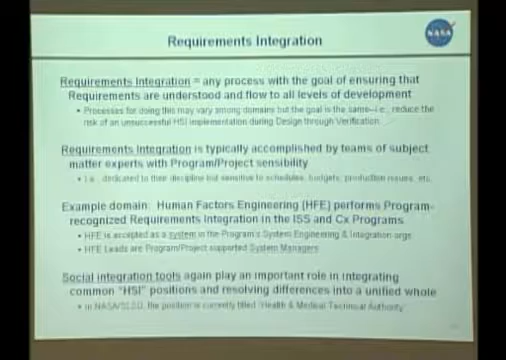 Requirements Integration
NASA
Requirements Integration = any process with the goal of ensuring that
Requirements are understood and flow to all levels of development
• Processes for doing this may vary among domains but the goal is the same–i.e., reduce the
risk of an unsuccessful HSI implementation during Design through Verification.
Requirements Integration is typically accomplished by teams of subject
matter experts with Program/Project sensibility
• I.e. dedicated to their discipline but sensitive to schedules, budgets, production issues, etc.
Example domain: Human Factors Engineering (HFE) performs Program-
recognized Requirements Integration in the ISS and Cx Programs
• HFE is accepted as a system in the Program's System Engineering & Integration orgs
• HFE Leads are Program/Project supported System Managers
Social integration tools again play an important role in integrating
common "HSI" positions and resolving differences into a unified whole
• In NASA/SLSD, the position is currently titled "Health & Medical Technical Authority"